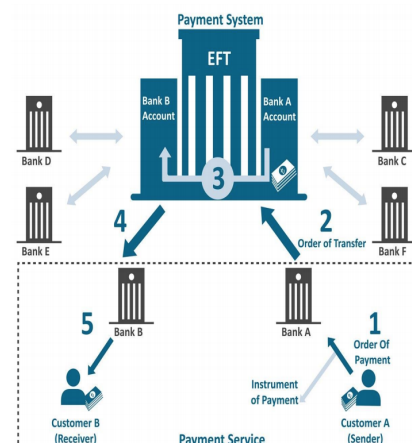 Payment System
EFT
Bank B
Account
Bank A
Account
3
Bank D
Bank C
Bank E
Bank F
4
2
Order of Transfer
Bank B
Bank A
5
1
Order Of
Payment
Instrument
of Payment
Customer B
(Receiver)
Customer A
(Sender)
Payment Service